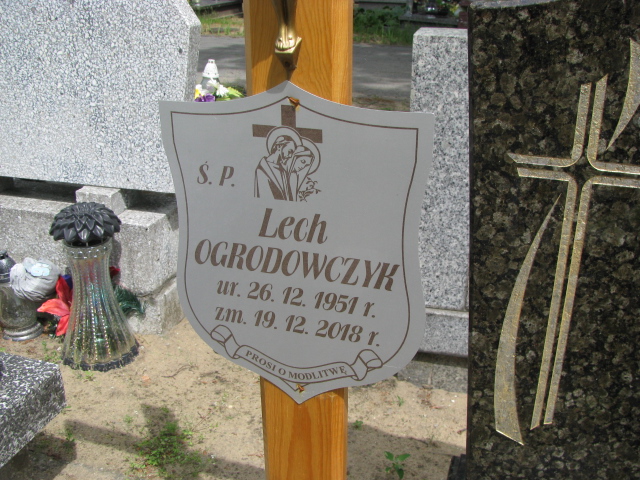 Ś. P.
Lech
OGRODOWCZYK
ur. 26. 12. 1951 r.
zm. 19. 12. 2018 r.
PROSI O MODLITWĘ